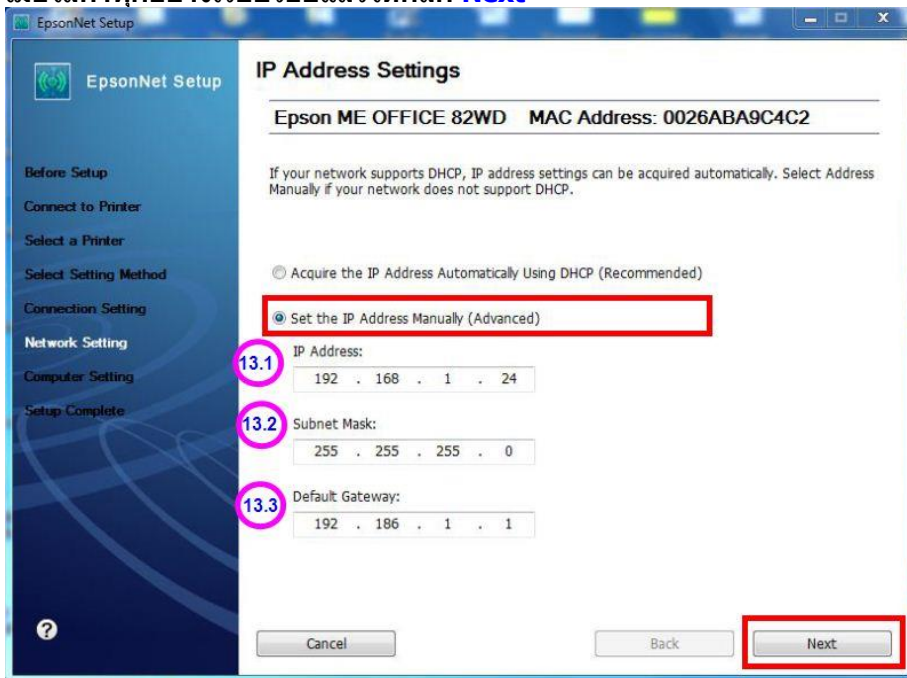 Next
EpsonNet Setup
EpsonNet Setup
IP Address Settings
Epson ME OFFICE 82WD MAC Address: 0026ABA9C4C2
Before Setup
Connect to Printer
Select a Printer
Select Setting Method
Connection Setting
Network Setting
Computer Setting
Setup Complete
If your network supports DHCP, IP address settings can be acquired automatically. Select Address
Manually if your network does not support DHCP.
Acquire the IP Address Automatically Using DHCP (Recommended)
Set the IP Address Manually (Advanced)
13.1 IP Address:
192 . 168 . 1 . 24
13.2 Subnet Mask:
255 . 255 . 255 . 0
13.3 Default Gateway:
192 . 186 . 1 . 1
?
Cancel
Back
Next